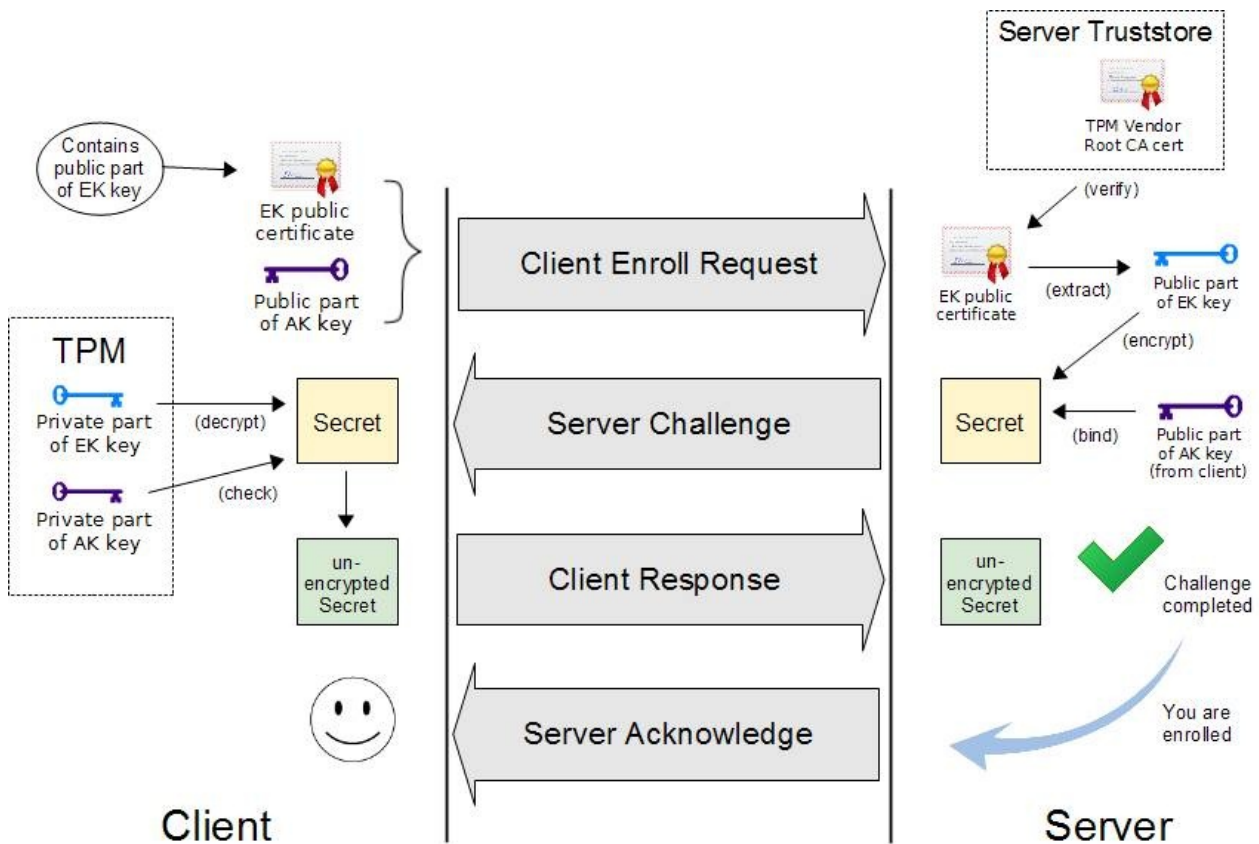 Server Truststore
TPM Vendor
Root CA cert
(verify)
Contains
public part
of EK key
EK public
certificate
Public part
of AK key
Client Enroll Request
EK public
certificate
(extract)
Public part
of EK key
(encrypt)
TPM
Private part
of EK key
(decrypt)
Secret
Private part
of AK key
(check)
Server Challenge
Secret
(bind)
Public part
of AK key
(from client)
un-
encrypted
Secret
Client Response
un-
encrypted
Secret
Challenge
completed
Server Acknowledge
You are
enrolled
Client
Server